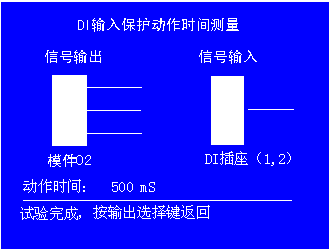 DI输入保护动作时间测量
信号输出 信号输入
模件02 DI插座（1,2）
动作时间： 500 mS
试验完成, 按输出选择键返回